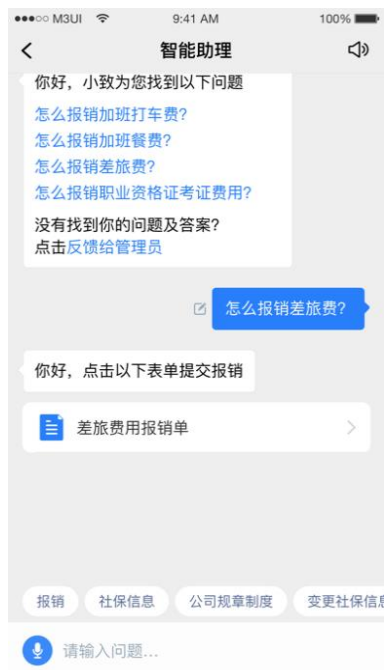 M3UI 9:41 AM 100%
智能助理
你好，小致为您找到以下问题
怎么报销加班打车费?
怎么报销加班餐费?
怎么报销差旅费?
怎么报销职业资格证考证费用?
没有找到你的问题及答案?
点击反馈给管理员
怎么报销差旅费?
你好，点击以下表单提交报销
差旅费用报销单
报销 社保信息 公司规章制度 变更社保信息
请输入问题...